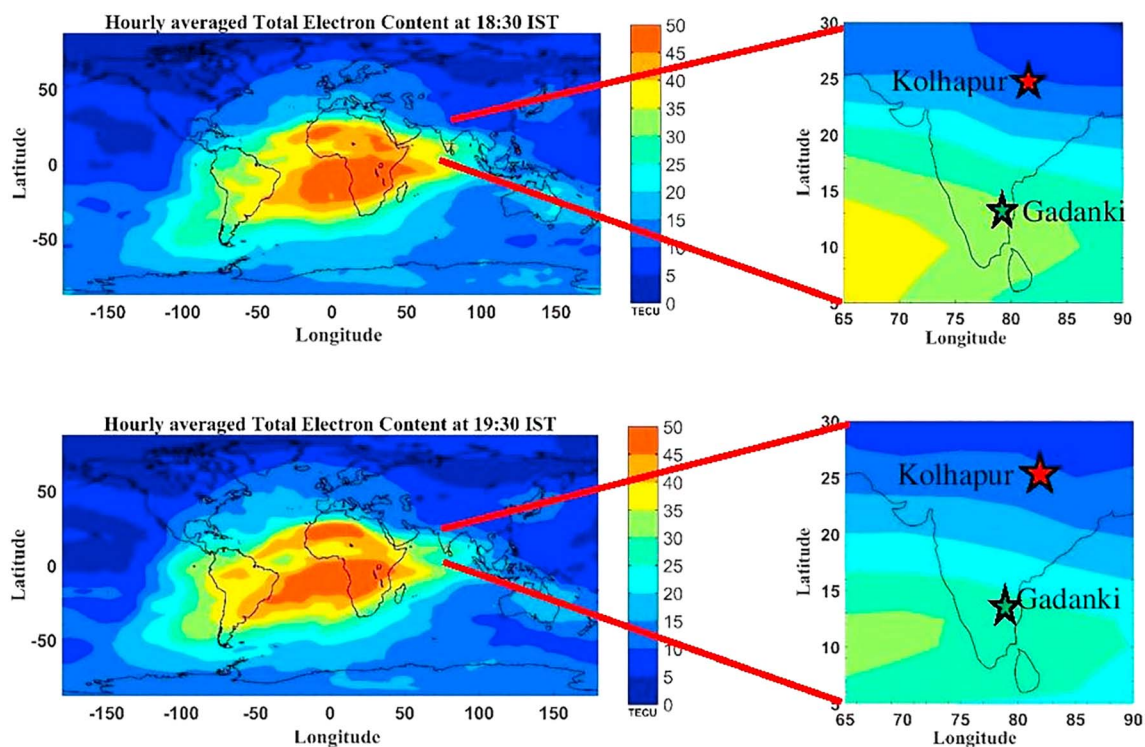 Hourly averaged Total Electron Content at 18:30 IST
50
0
-50
Latitude
-150 -100 -50 0 50 100 150
Longitude
50
45
40
35
30
25
20
15
10
5
0
TECU
30
25
20
15
10
5
Latitude
Kolhapur
Gadanki
65 70 75 80 85 90
Longitude
Hourly averaged Total Electron Content at 19:30 IST
50
0
-50
Latitude
-150 -100 -50 0 50 100 150
Longitude
50
45
40
35
30
25
20
15
10
5
0
TECU
30
25
20
15
10
5
Latitude
Kolhapur
Gadanki
65 70 75 80 85 90
Longitude